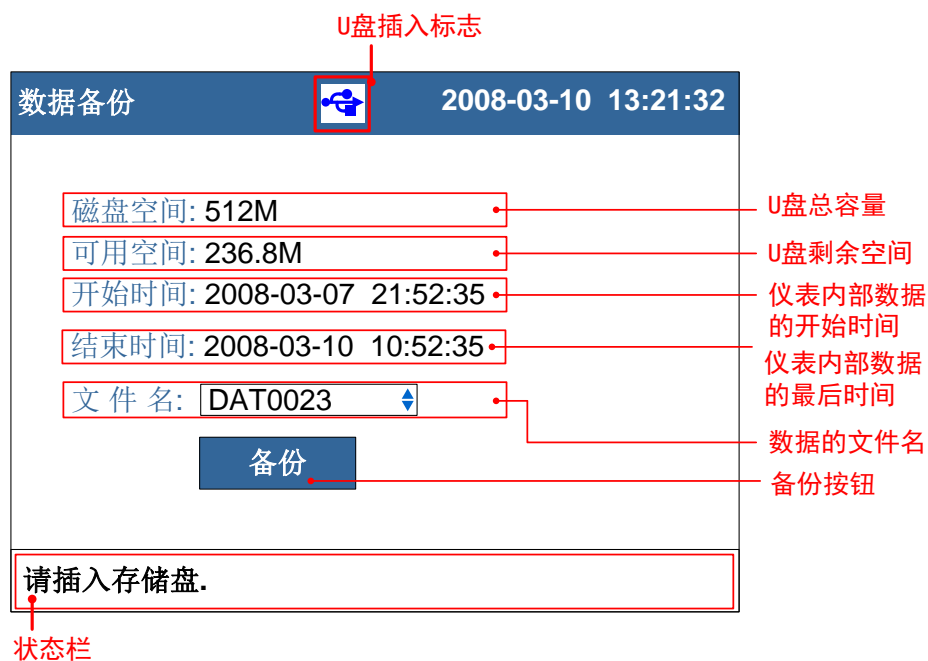 U盘插入标志
数据备份 2008-03-10 13:21:32
磁盘空间: 512M
U盘总容量
可用空间: 236.8M
U盘剩余空间
开始时间: 2008-03-07 21:52:35
仪表内部数据
的开始时间
结束时间: 2008-03-10 10:52:35
仪表内部数据
的最后时间
文 件 名: DAT0023
数据的文件名
备份
备份按钮
请插入存储盘.
状态栏